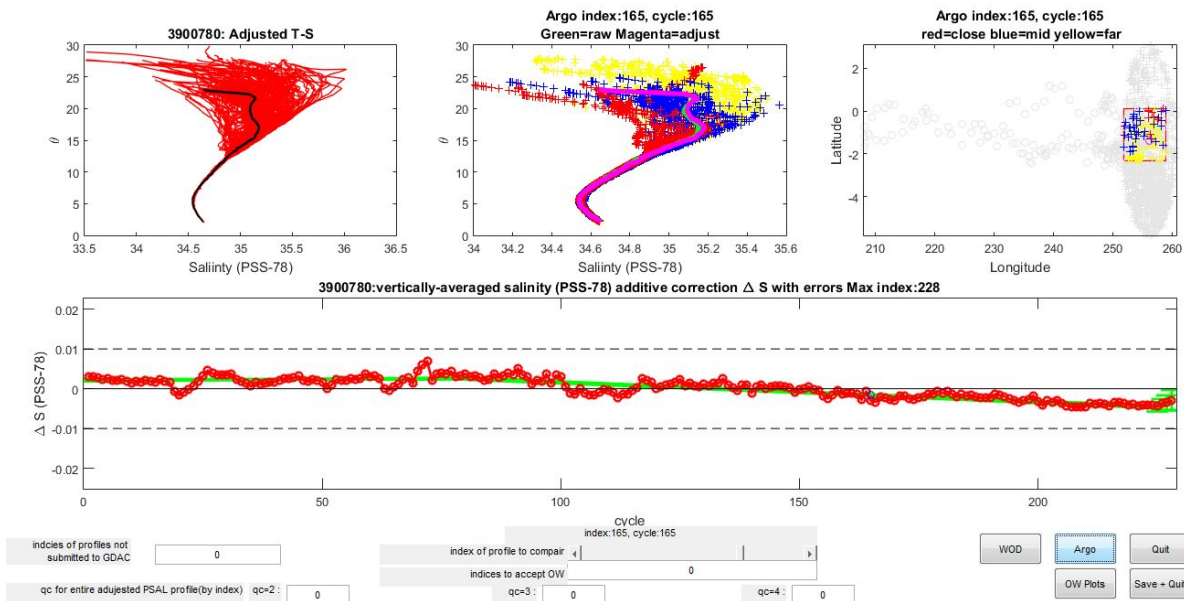 3900780: Adjusted T-S
30
25
20
15
10
5
0
θ
33.5 34 34.5 35 35.5 36 36.5
Saliinty (PSS-78)
Argo index:165, cycle:165
Green=raw Magenta=adjust
30
25
20
15
10
5
0
θ
34 34.2 34.4 34.6 34.8 35 35.2 35.4 35.6
Saliinty (PSS-78)
Argo index:165, cycle:165
red=close blue=mid yellow=far
2
0
-2
-4
Latitude
210 220 230 240 250 260
Longitude
3900780:vertically-averaged salinity (PSS-78) additive correction △ S with errors Max index:228
0.02
0.01
0
-0.01
-0.02
△ S (PSS-78)
0 50 100 150 200
cycle
index:165, cycle:165
indcies of profiles not
submitted to GDAC
0
index of profile to compair
indices to accept OW
0
qc for entire adujested PSAL profile(by index) qc=2 : 0
qc=3 : 0
qc=4 : 0
WOD
Argo
Quit
OW Plots
Save + Quit